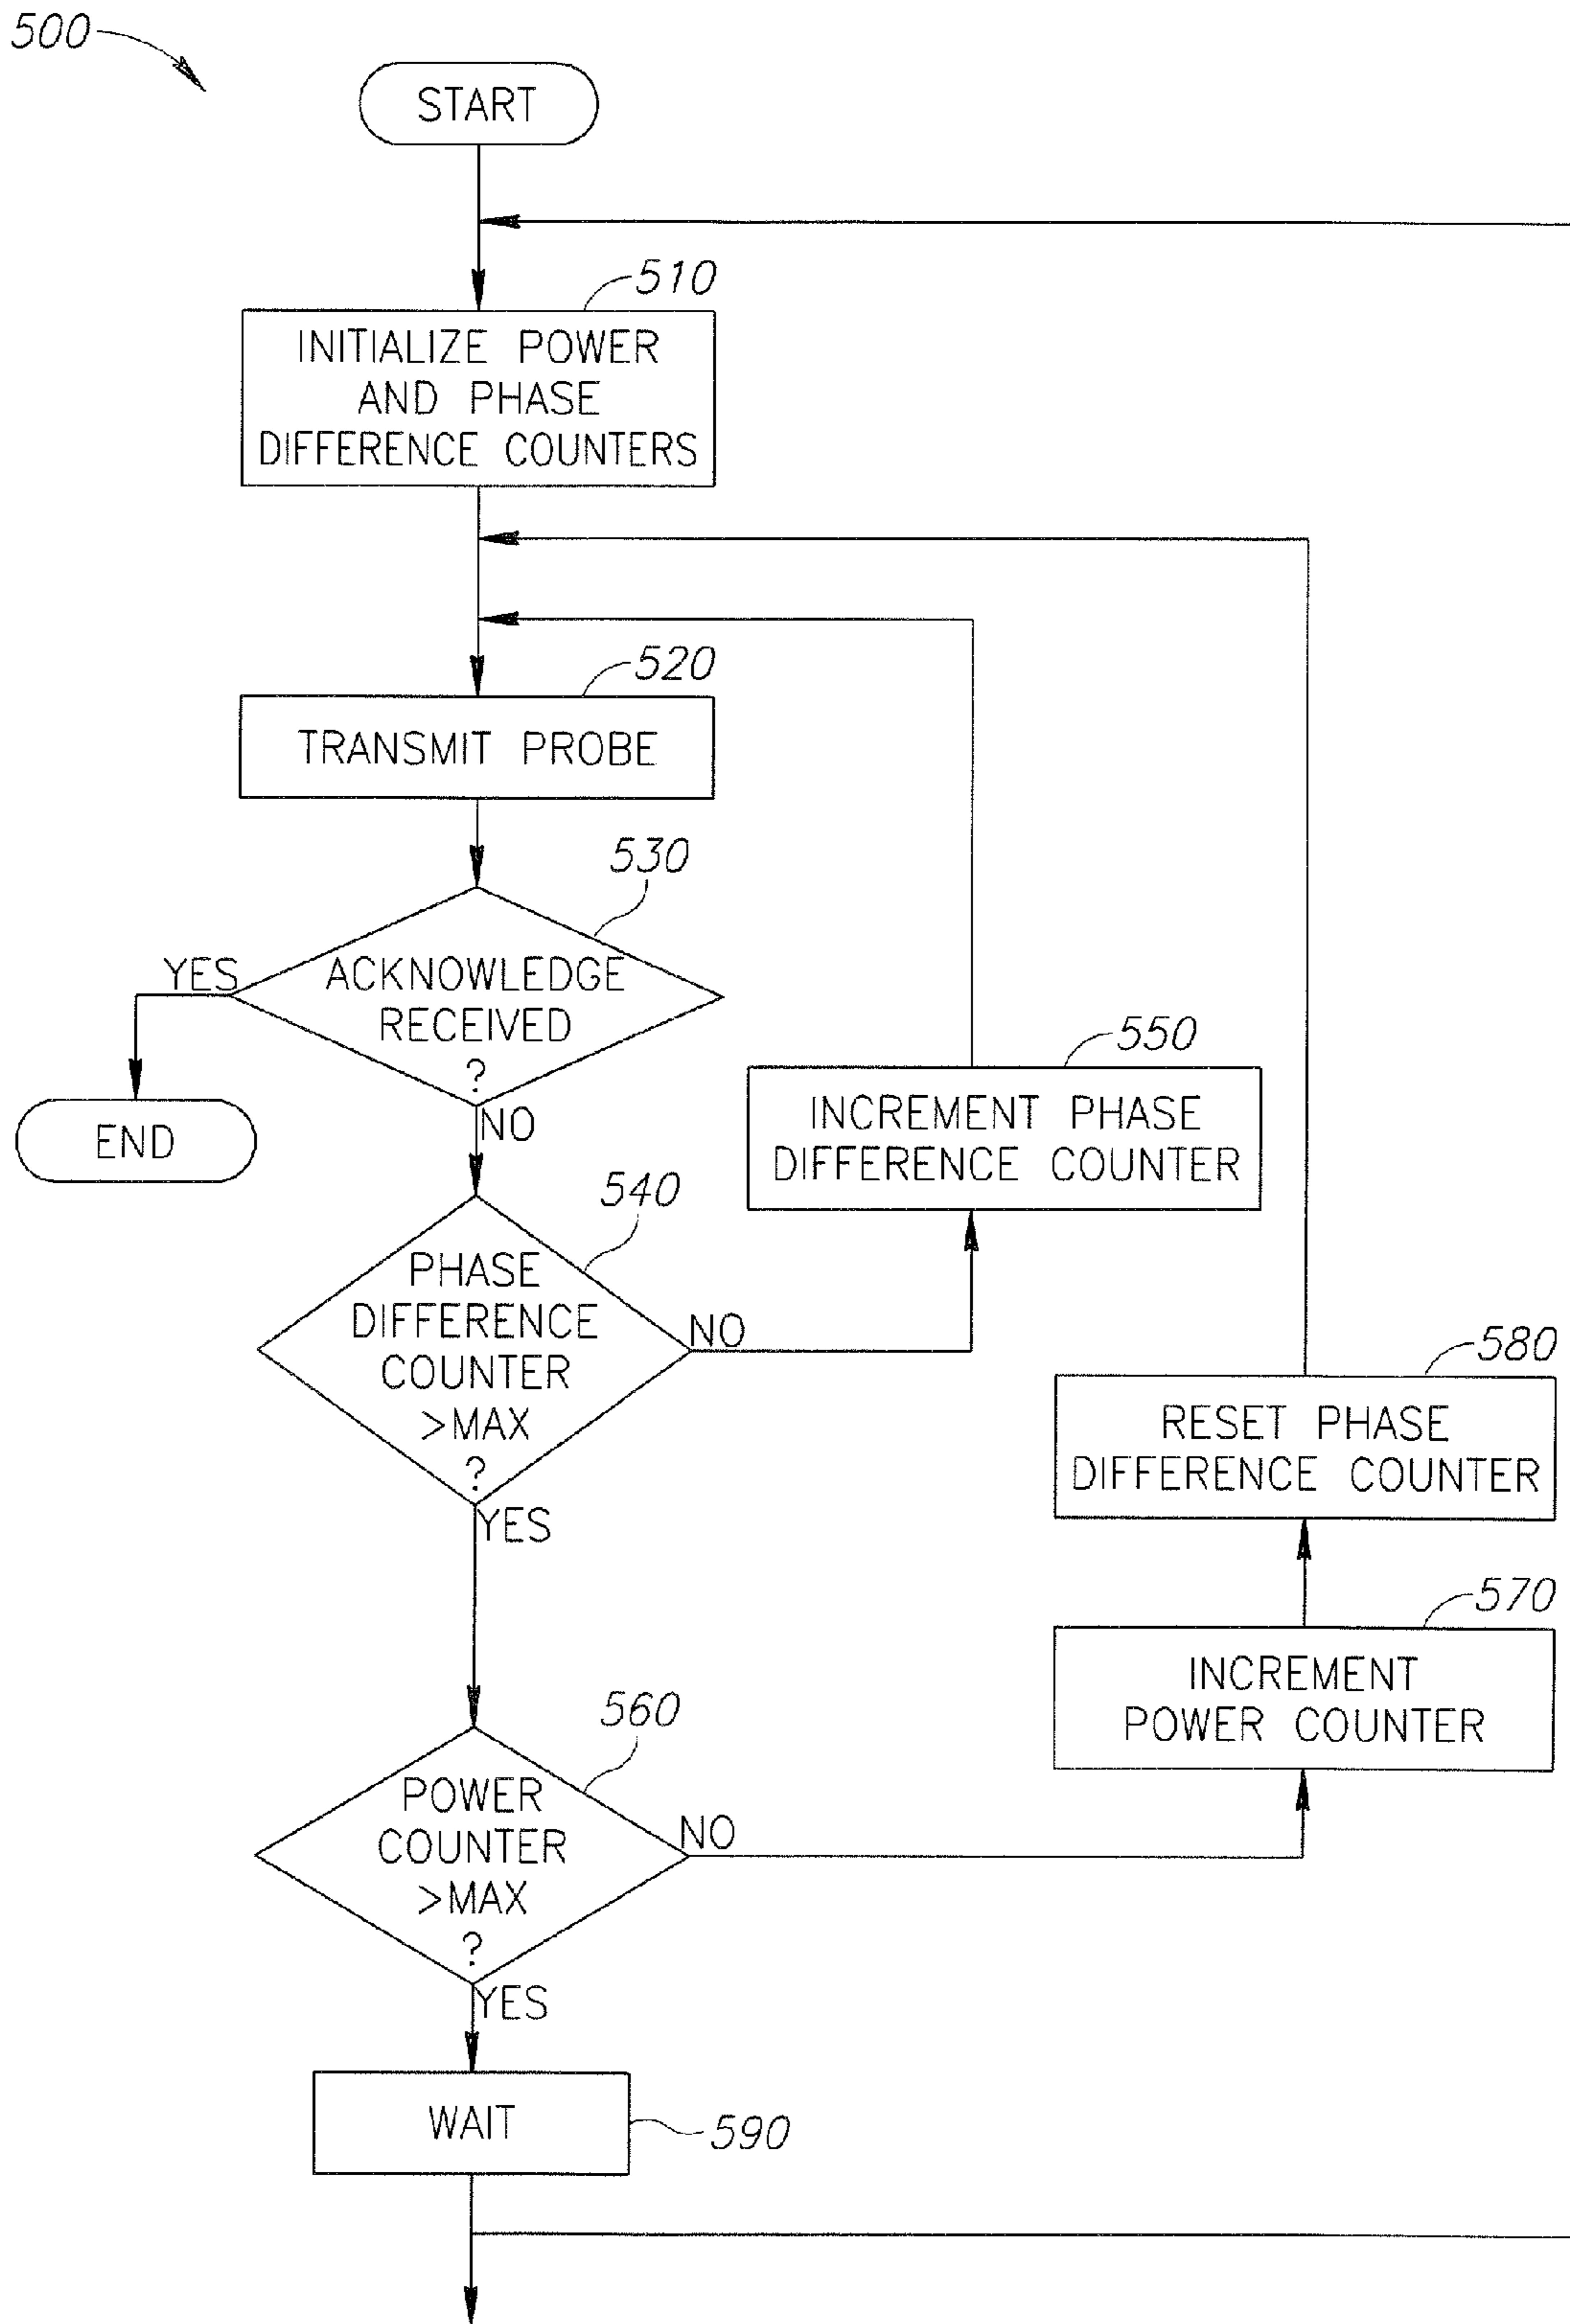 500
START
510
INITIALIZE POWER
AND PHASE
DIFFERENCE COUNTERS
520
TRANSMIT PROBE
530
YES
ACKNOWLEDGE
RECEIVED
?
NO
END
550
INCREMENT PHASE
DIFFERENCE COUNTER
540
PHASE
DIFFERENCE
COUNTER
>MAX
?
NO
YES
580
RESET PHASE
DIFFERENCE COUNTER
570
INCREMENT
POWER COUNTER
560
POWER
COUNTER
>MAX
?
NO
YES
WAIT
590